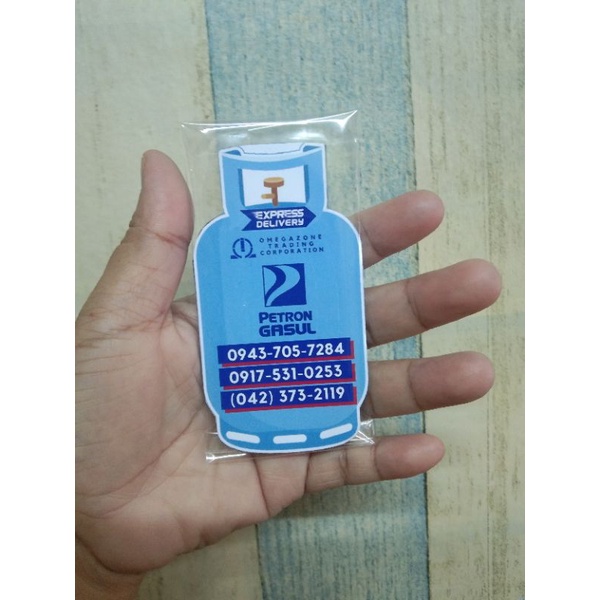 EXPRESS
DELIVERY
OMEGAZONE
TRADING
CORPORATION
PETRON
GASUL
0943-705-7284
0917-531-0253
(042) 373-2119